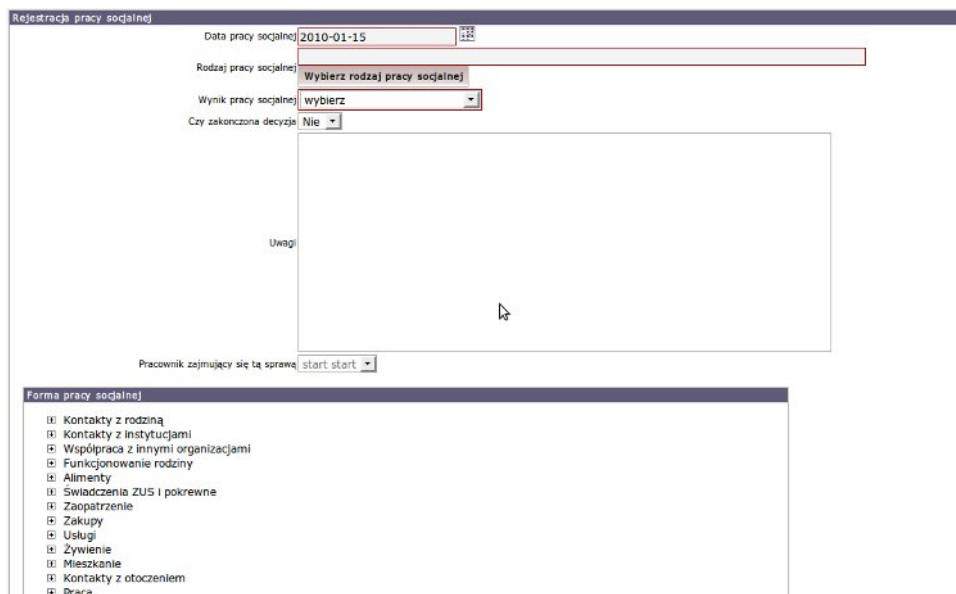 Rejestracja pracy socjalnej
Data pracy socjalnej 2010-01-15
Rodzaj pracy socjalnej
Wybierz rodzaj pracy socjalnej
Wynik pracy socjalnej wybierz
Czy zakonczona decyzja Nie
Uwagi
Pracownik zajmujący się tą sprawą start start
Forma pracy socjalnej
Kontakty z rodziną
Kontakty z instytucjami
Współpraca z innymi organizacjami
Funkcjonowanie rodziny
Alimenty
Świadczenia ZUS i pokrewne
Zaopatrzenie
Zakupy
Usługi
Żywienie
Mieszkanie
Kontakty z otoczeniem
Praca